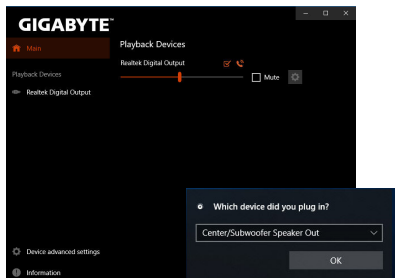 GIGABYTE™
Main
Playback Devices
Realtek Digital Output
Playback Devices
Realtek Digital Output
Mute
Which device did you plug in?
Center/Subwoofer Speaker Out
OK
Device advanced settings
Information